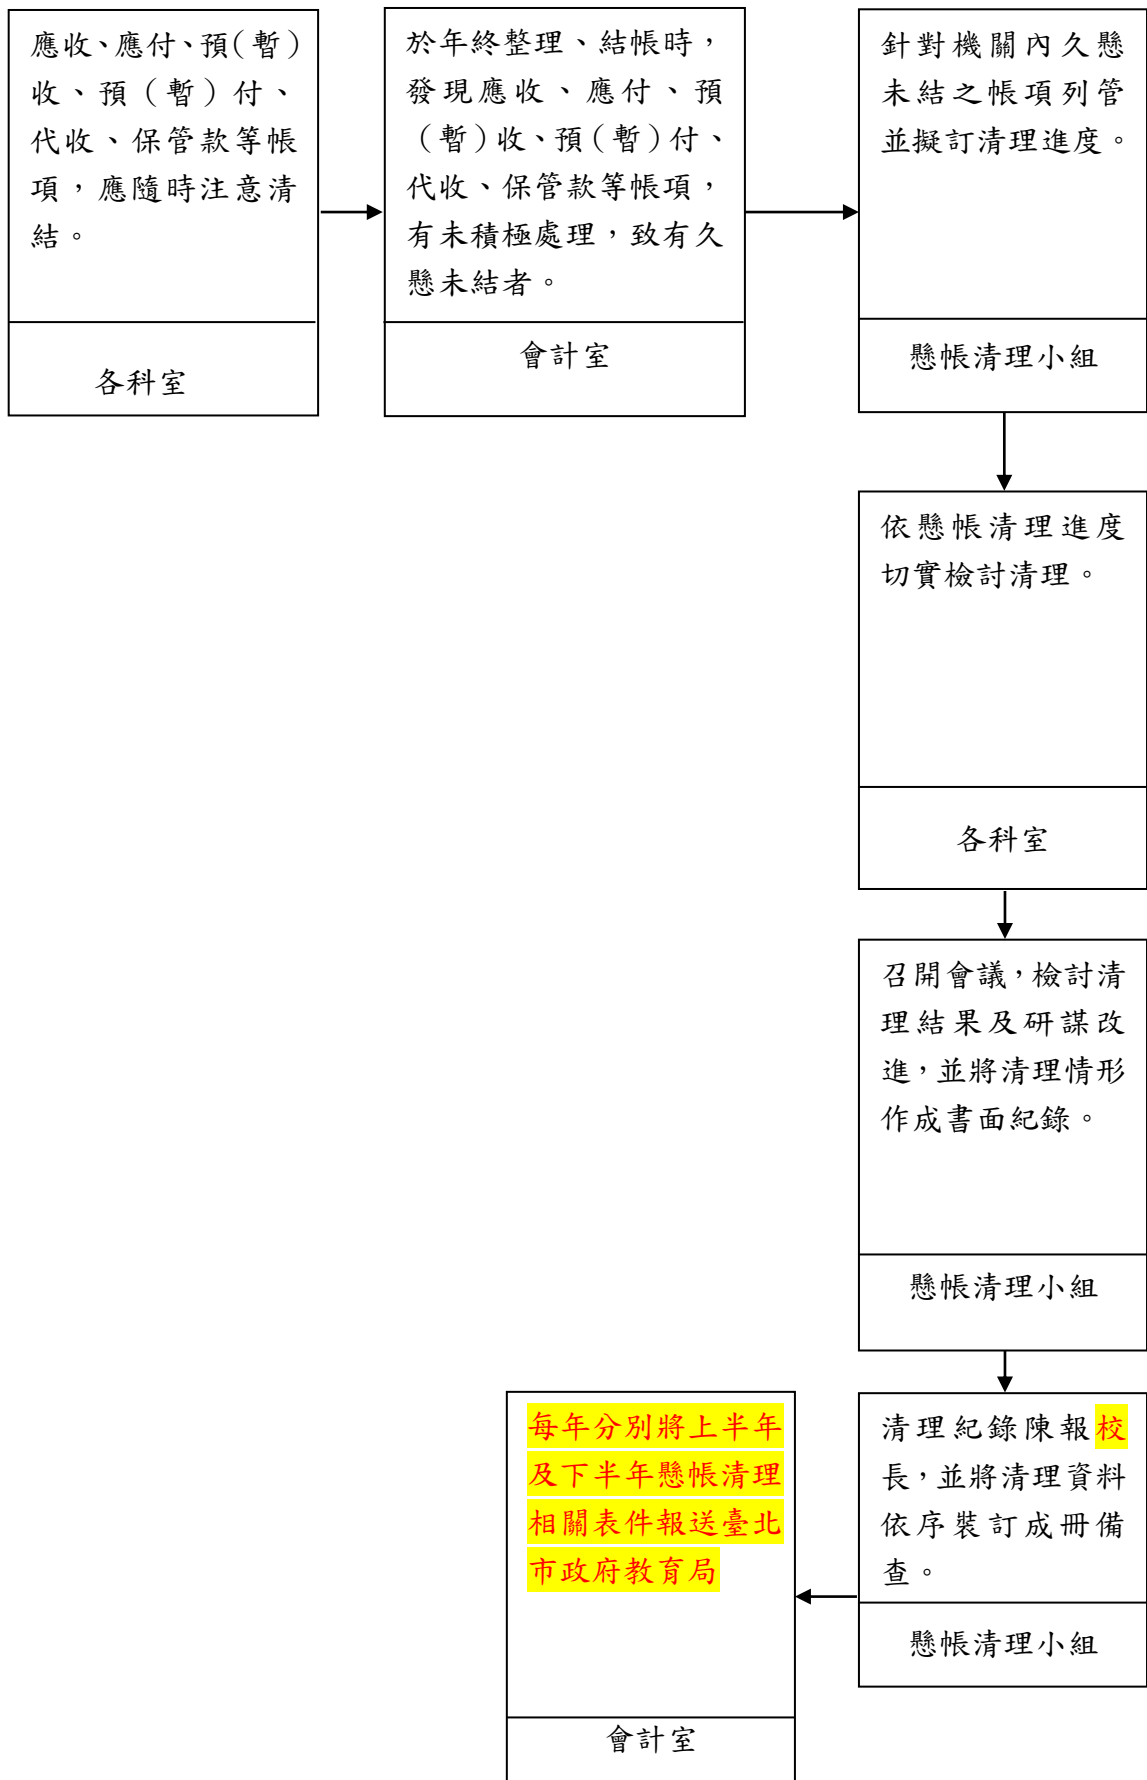 應收、應付、預(暫)
收、預（暫）付、
代收、保管款等帳
項，應隨時注意清
結。
各科室
於年終整理、結帳時，
發現應收、應付、預
（暫）收、預（暫）付、
代收、保管款等帳項，
有未積極處理，致有久
懸未結者。
會計室
針對機關內久懸
未結之帳項列管
並擬訂清理進度。
懸帳清理小組
依懸帳清理進度
切實檢討清理。
各科室
召開會議，檢討清
理結果及研謀改
進，並將清理情形
作成書面紀錄。
懸帳清理小組
清理紀錄陳報校
長，並將清理資料
依序裝訂成冊備
查。
懸帳清理小組
每年分別將上半年
及下半年懸帳清理
相關表件報送臺北
市政府教育局
會計室